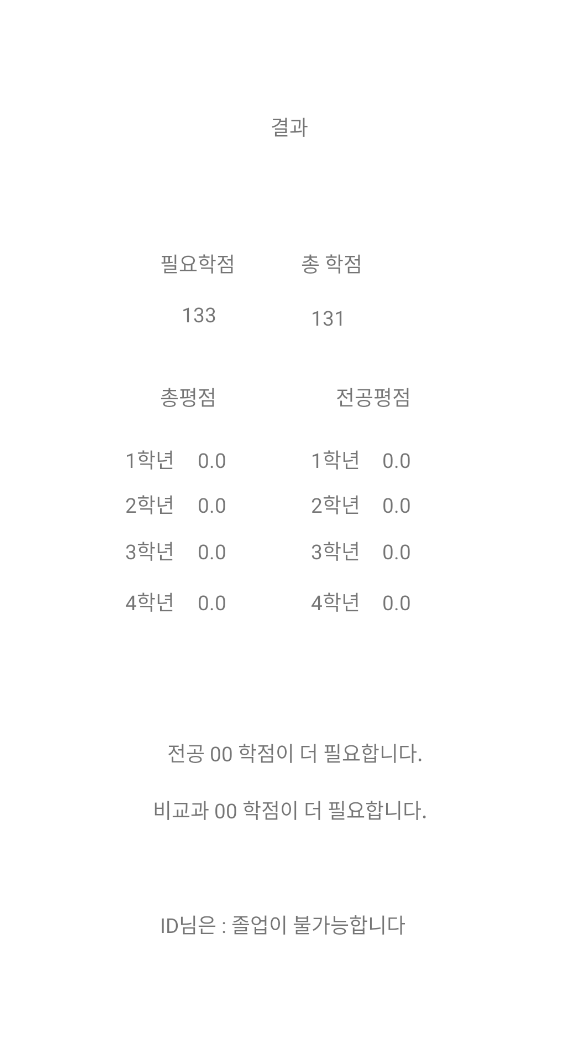 결과
필요학점 총 학점
133 131
총평점 전공평점
1학년 0.0 1학년 0.0
2학년 0.0 2학년 0.0
3학년 0.0 3학년 0.0
4학년 0.0 4학년 0.0
전공 00 학점이 더 필요합니다.
비교과 00 학점이 더 필요합니다.
ID님은 : 졸업이 불가능합니다